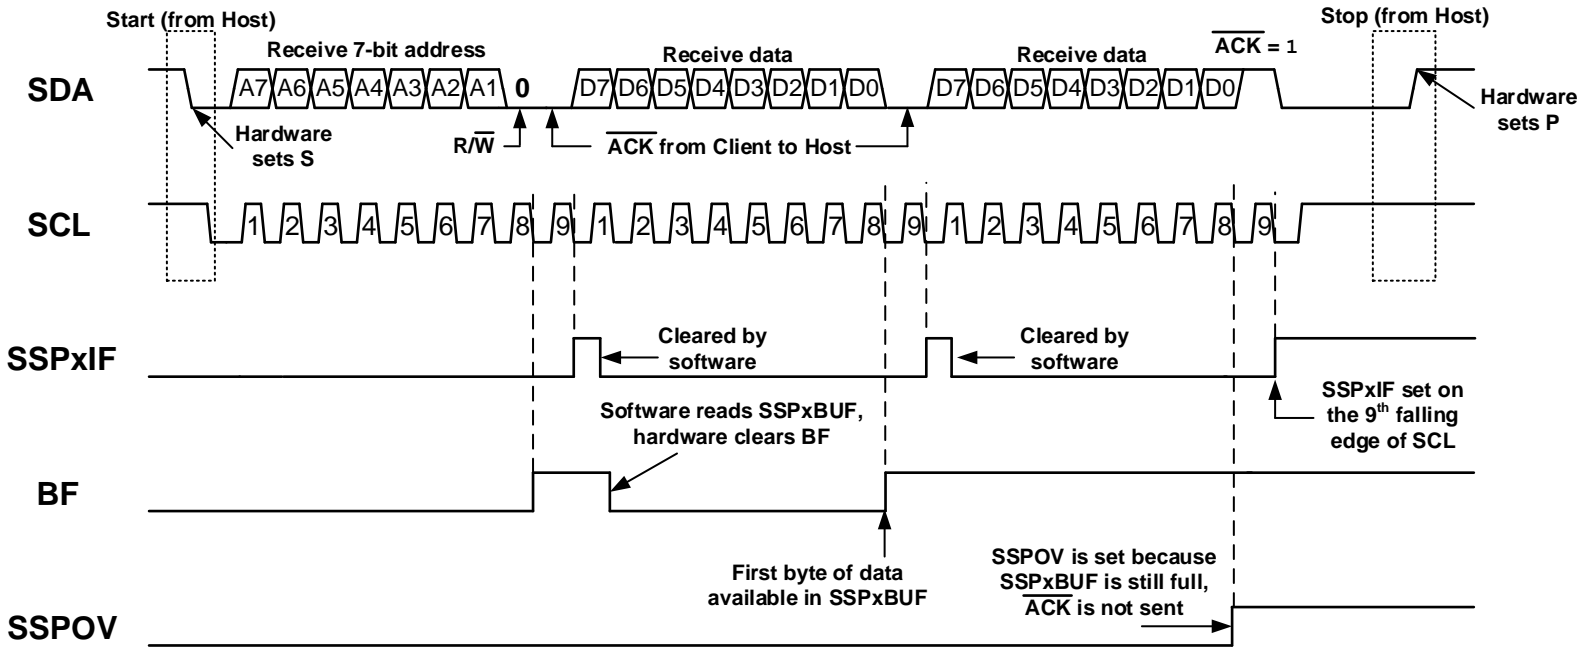 Start (from Host)
Stop (from Host)
Receive 7-bit address
Receive data
Receive data
ACK = 1
SDA
A7 A6 A5 A4 A3 A2 A1 0 D7 D6 D5 D4 D3 D2 D1 D0 D7 D6 D5 D4 D3 D2 D1 D0
Hardware
sets S
R/W
ACK from Client to Host
Hardware
sets P
SCL
1 2 3 4 5 6 7 8 9 1 2 3 4 5 6 7 8 9 1 2 3 4 5 6 7 8 9
SSPxIF
Cleared by
software
Cleared by
software
SSPxIF set on
the 9th falling
edge of SCL
Software reads SSPxBUF,
hardware clears BF
BF
First byte of data
available in SSPxBUF
SSPOV is set because
SSPxBUF is still full,
ACK is not sent
SSPOV